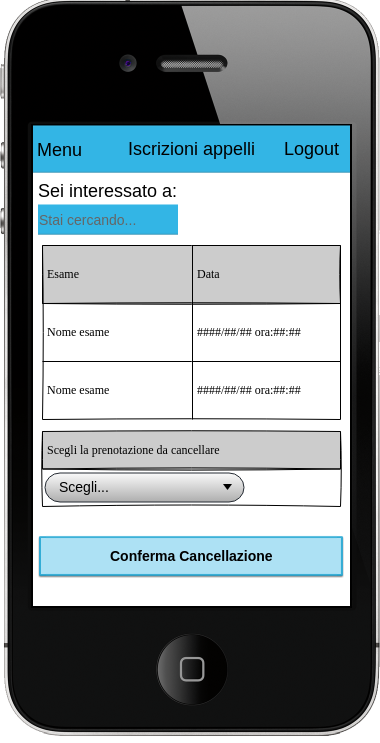 Menu Iscrizioni appelli Logout
Sei interessato a:
Stai cercando...
Esame Data
Nome esame ####/##/## ora:##:##
Nome esame ####/##/## ora:##:##
Scegli la prenotazione da cancellare
Scegli...
Conferma Cancellazione